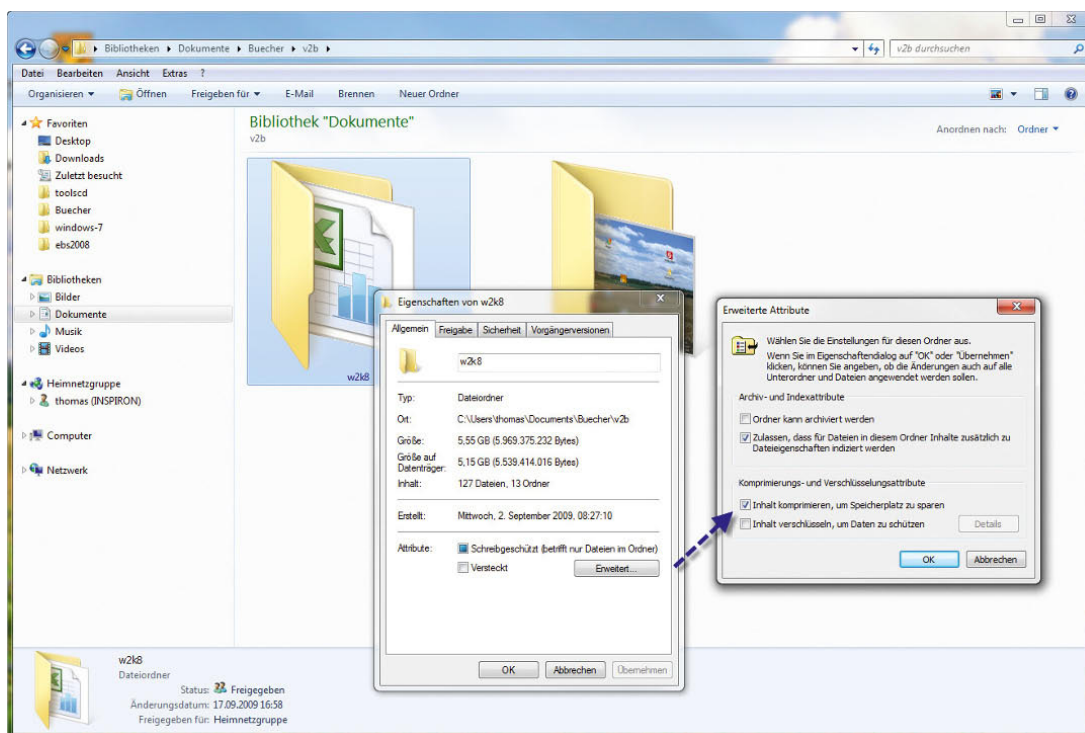 Bibliotheken ▸ Dokumente ▸ Buecher ▸ v2b ▸
v2b durchsuchen
Datei Bearbeiten Ansicht Extras ?
Organisieren Öffnen Freigeben für E-Mail Brennen Neuer Ordner
Favoriten
Desktop
Downloads
Zuletzt besucht
toolscd
Buecher
windows-7
ebs2008
Bibliotheken
Bilder
Dokumente
Musik
Videos
Heimnetzgruppe
thomas (INSPIRON)
Computer
Netzwerk
Bibliothek "Dokumente"
v2b
Anordnen nach: Ordner
w2k8
Eigenschaften von w2k8
Allgemein Freigabe Sicherheit Vorgängerversionen
w2k8
Typ: Dateiordner
Ort: C:\Users\thomas\Documents\Buecher\v2b
Größe: 5,55 GB (5.969.375.232 Bytes)
Größe auf
Datenträger: 5,15 GB (5.539.414.016 Bytes)
Inhalt: 127 Dateien, 13 Ordner
Erstellt: Mittwoch, 2. September 2009, 08:27:10
Attribute: Schreibgeschützt (betrifft nur Dateien im Ordner)
Versteckt Erweitert...
OK Abbrechen Übernehmen
Erweiterte Attribute
Wählen Sie die Einstellungen für diesen Ordner aus.
Wenn Sie im Eigenschaftendialog auf "OK" oder "Übernehmen"
klicken, können Sie angeben, ob die Änderungen auch auf alle
Unterordner und Dateien angewendet werden sollen.
Archiv- und Indexattribute
Ordner kann archiviert werden
Zulassen, dass für Dateien in diesem Ordner Inhalte zusätzlich zu
Dateieigenschaften indiziert werden
Komprimierungs- und Verschlüsselungsattribute
Inhalt komprimieren, um Speicherplatz zu sparen
Inhalt verschlüsseln, um Daten zu schützen Details
OK Abbrechen
w2k8
Dateiordner
Status: Freigegeben
Änderungsdatum: 17.09.2009 16:58
Freigegeben für: Heimnetzgruppe